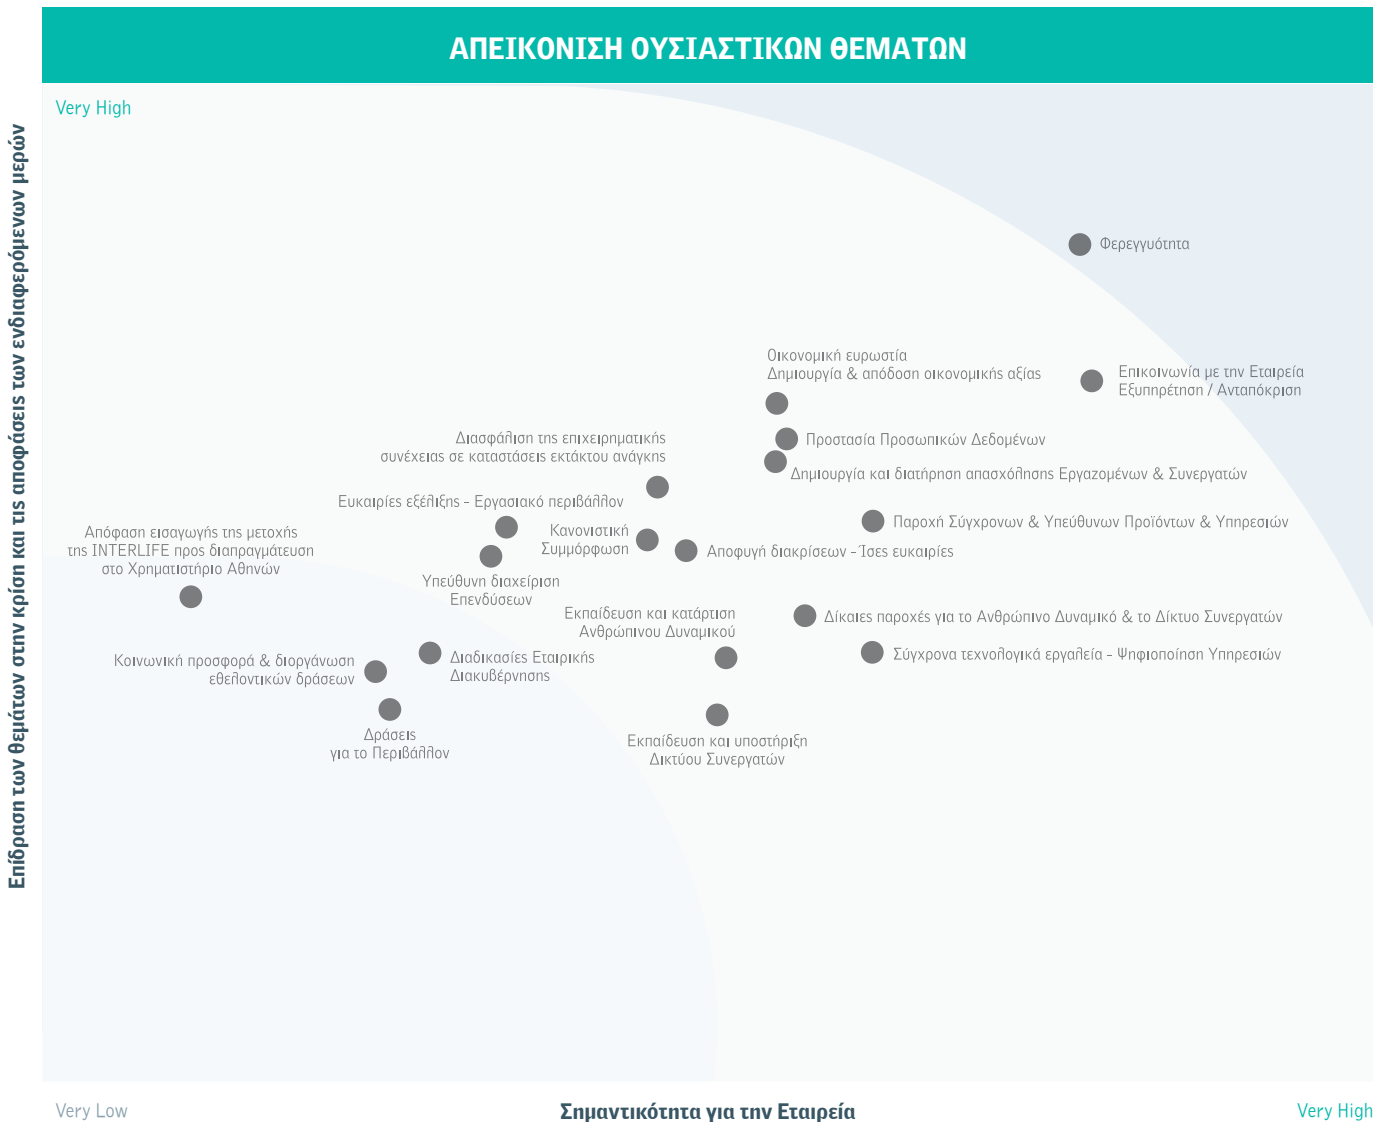 ΑΠΕΙΚΟΝΙΣΗ ΟΥΣΙΑΣΤΙΚΩΝ ΘΕΜΑΤΩΝ
Very High
Επίδραση των θεμάτων στην κρίση και τις αποφάσεις των ενδιαφερόμενων μερών
Φερεγγυότητα
Οικονομική ευρωστία
Δημιουργία & απόδοση οικονομικής αξίας
Επικοινωνία με την Εταιρεία
Εξυπηρέτηση / Ανταπόκριση
Διασφάλιση της επιχειρηματικής
συνέχειας σε καταστάσεις εκτάκτου ανάγκης
Προστασία Προσωπικών Δεδομένων
Δημιουργία και διατήρηση απασχόλησης Εργαζομένων & Συνεργατών
Ευκαιρίες εξέλιξης - Εργασιακό περιβάλλον
Παροχή Σύγχρονων & Υπεύθυνων Προϊόντων & Υπηρεσιών
Απόφαση εισαγωγής της μετοχής
της INTERLIFE προς διαπραγμάτευση
στο Χρηματιστήριο Αθηνών
Κανονιστική
Συμμόρφωση
Αποφυγή διακρίσεων - Ίσες ευκαιρίες
Υπεύθυνη διαχείριση
Επενδύσεων
Εκπαίδευση και κατάρτιση
Ανθρώπινου Δυναμικού
Δίκαιες παροχές για το Ανθρώπινο Δυναμικό & το Δίκτυο Συνεργατών
Κοινωνική προσφορά & διοργάνωση
εθελοντικών δράσεων
Διαδικασίες Εταιρικής
Διακυβέρνησης
Σύγχρονα τεχνολογικά εργαλεία - Ψηφιοποίηση Υπηρεσιών
Δράσεις
για το Περιβάλλον
Εκπαίδευση και υποστήριξη
Δικτύου Συνεργατών
Very Low
Σημαντικότητα για την Εταιρεία
Very High